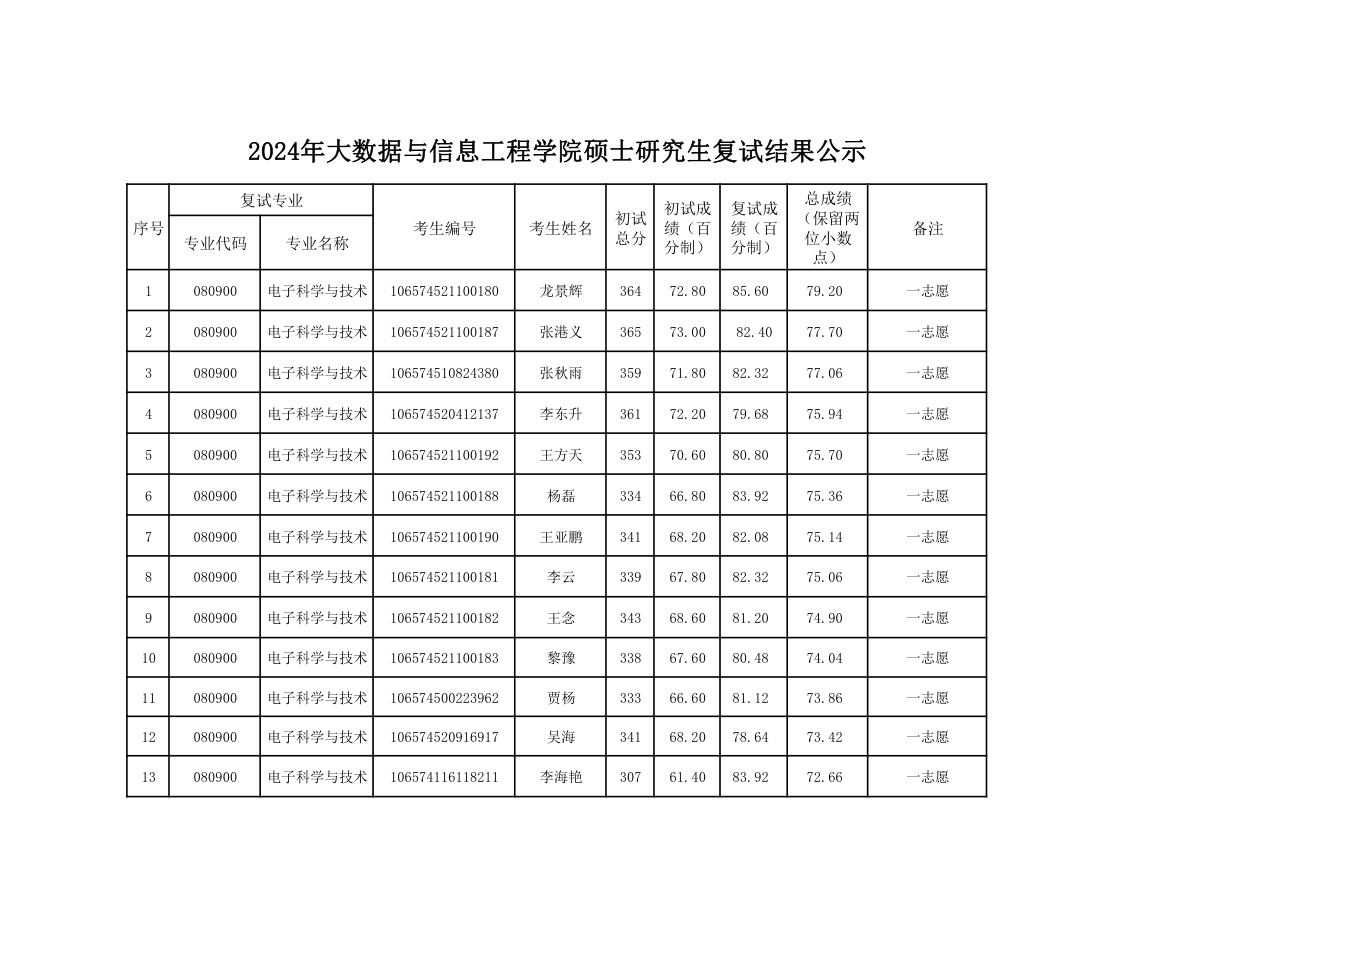 2024年大数据与信息工程学院硕士研究生复试结果公示
序号 复试专业 考生编号 考生姓名 初试总分 初试成绩（百分制） 复试成绩（百分制） 总成绩（保留两位小数点） 备注
专业代码 专业名称
1 080900 电子科学与技术 106574521100180 龙景辉 364 72.80 85.60 79.20 一志愿
2 080900 电子科学与技术 106574521100187 张港义 365 73.00 82.40 77.70 一志愿
3 080900 电子科学与技术 106574510824380 张秋雨 359 71.80 82.32 77.06 一志愿
4 080900 电子科学与技术 106574520412137 李东升 361 72.20 79.68 75.94 一志愿
5 080900 电子科学与技术 106574521100192 王方天 353 70.60 80.80 75.70 一志愿
6 080900 电子科学与技术 106574521100188 杨磊 334 66.80 83.92 75.36 一志愿
7 080900 电子科学与技术 106574521100190 王亚鹏 341 68.20 82.08 75.14 一志愿
8 080900 电子科学与技术 106574521100181 李云 339 67.80 82.32 75.06 一志愿
9 080900 电子科学与技术 106574521100182 王念 343 68.60 81.20 74.90 一志愿
10 080900 电子科学与技术 106574521100183 黎豫 338 67.60 80.48 74.04 一志愿
11 080900 电子科学与技术 106574500223962 贾杨 333 66.60 81.12 73.86 一志愿
12 080900 电子科学与技术 106574520916917 吴海 341 68.20 78.64 73.42 一志愿
13 080900 电子科学与技术 106574116118211 李海艳 307 61.40 83.92 72.66 一志愿